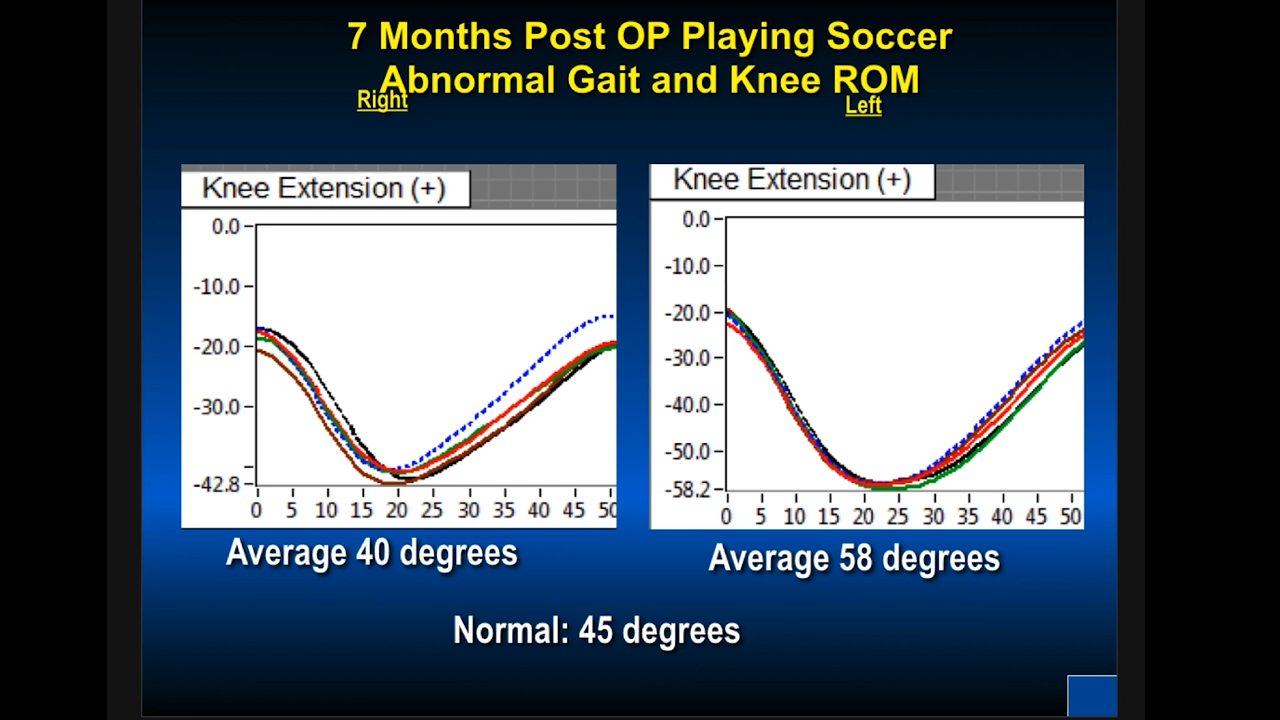 7 Months Post OP Playing Soccer
Abnormal Gait and Knee ROM
Right
Left
Knee Extension (+)
0.0
-10.0
-20.0
-30.0
-42.8
0 5 10 15 20 25 30 35 40 45 50
Average 40 degrees
Knee Extension (+)
0.0
-10.0
-20.0
-30.0
-40.0
-50.0
-58.2
0 5 10 15 20 25 30 35 40 45 50
Average 58 degrees
Normal: 45 degrees